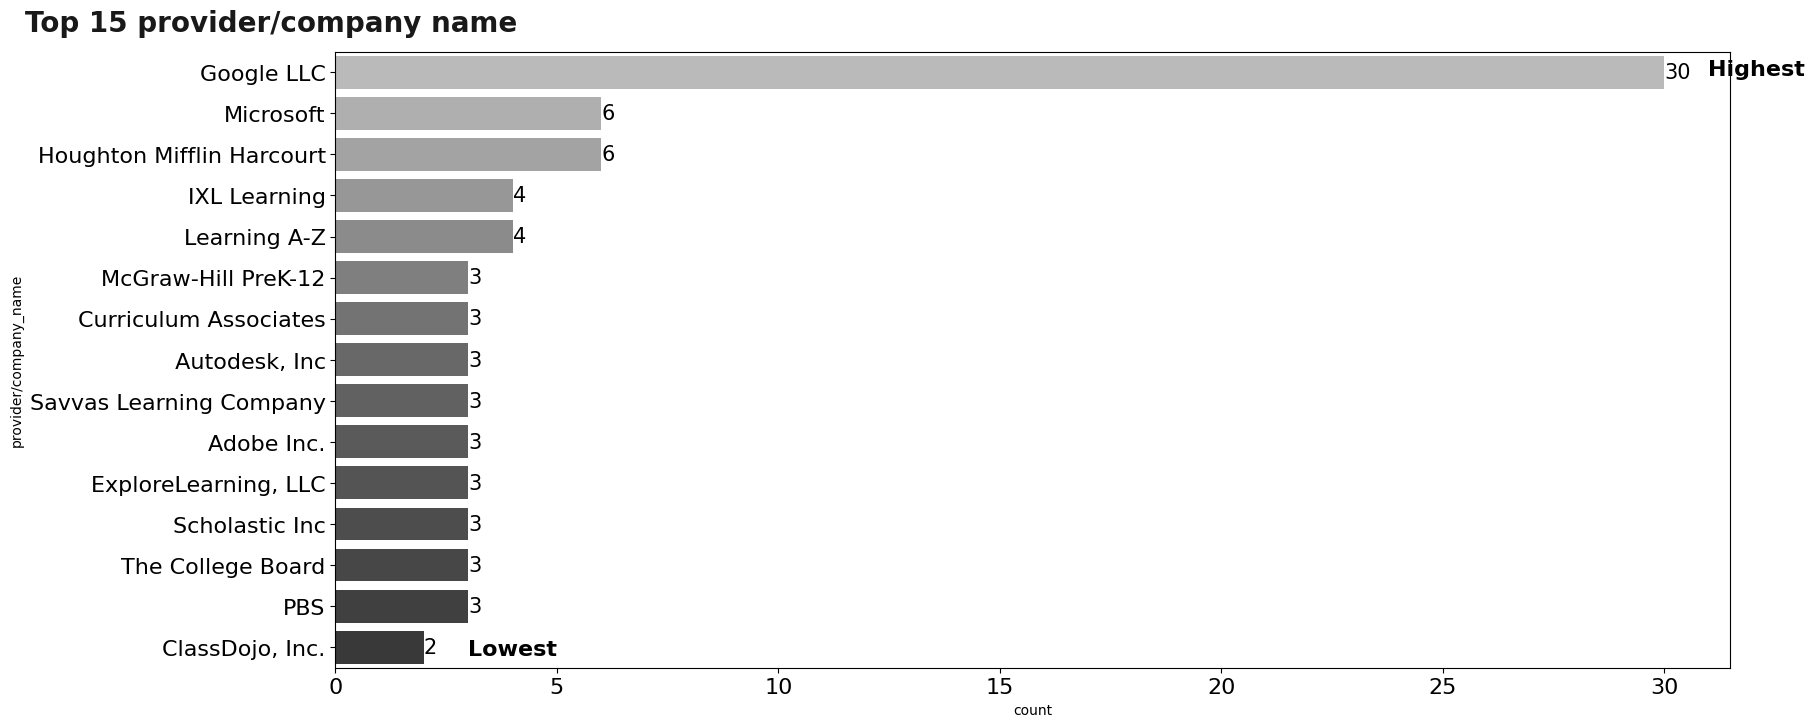 Top 15 provider/company name
Google LLC 30 Highest
Microsoft 6
Houghton Mifflin Harcourt 6
IXL Learning 4
Learning A-Z 4
McGraw-Hill PreK-12 3
Curriculum Associates 3
Autodesk, Inc 3
Savvas Learning Company 3
Adobe Inc. 3
ExploreLearning, LLC 3
Scholastic Inc 3
The College Board 3
PBS 3
ClassDojo, Inc. 2 Lowest
provider/company_name
0 5 10 15 20 25 30
count